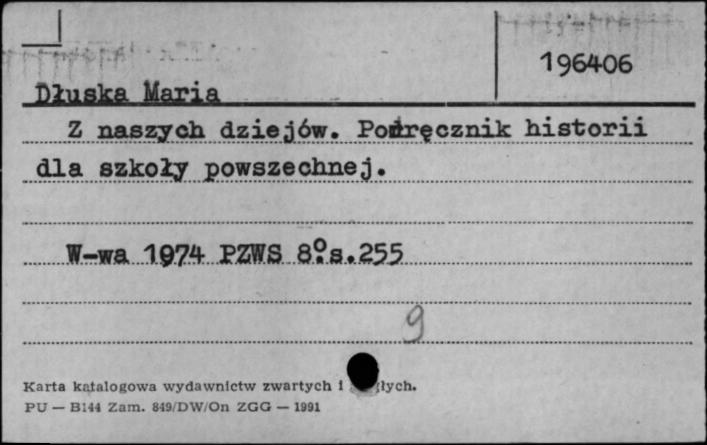 196406
Dłuska Maria
Z naszych dziejów. Podręcznik historii
dla szkoły powszechnej.
W-wa 1974 PZWS 8°.s.255
9
Karta katalogowa wydawnictw zwartych i
PU — B144 Zam. 849/DW/On ZGG — 1991